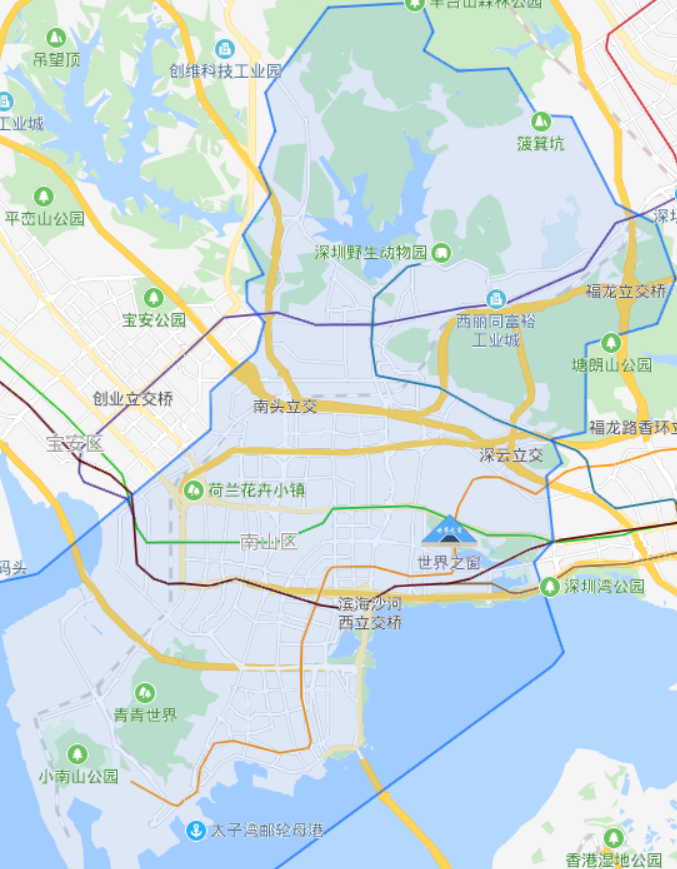 羊台山森林公园
吊望顶
创维科技工业园
工业城
菠萁坑
平峦山公园
深圳野生动物园
福龙立交桥
宝安公园
西丽同富裕
工业城
塘朗山公园
创业立交桥
南头立交
福龙路香环立
宝安区
深云立交
荷兰花卉小镇
南山区
世界之窗
世界之窗
码头
深圳湾公园
滨海沙河
西立交桥
青青世界
小南山公园
太子湾邮轮母港
香港湿地公园